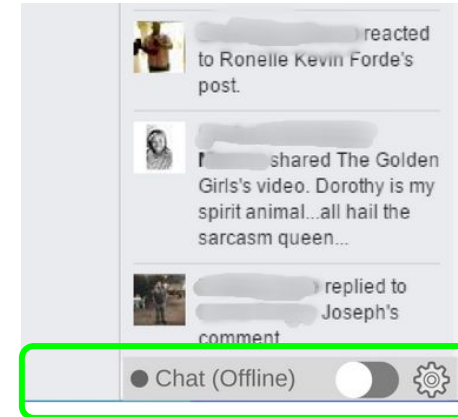 reacted
to Ronelle Kevin Forde's
post.
shared The Golden
Girls's video. Dorothy is my
spirit animal...all hail the
sarcasm queen...
replied to
Joseph's
comment
Chat (Offline)